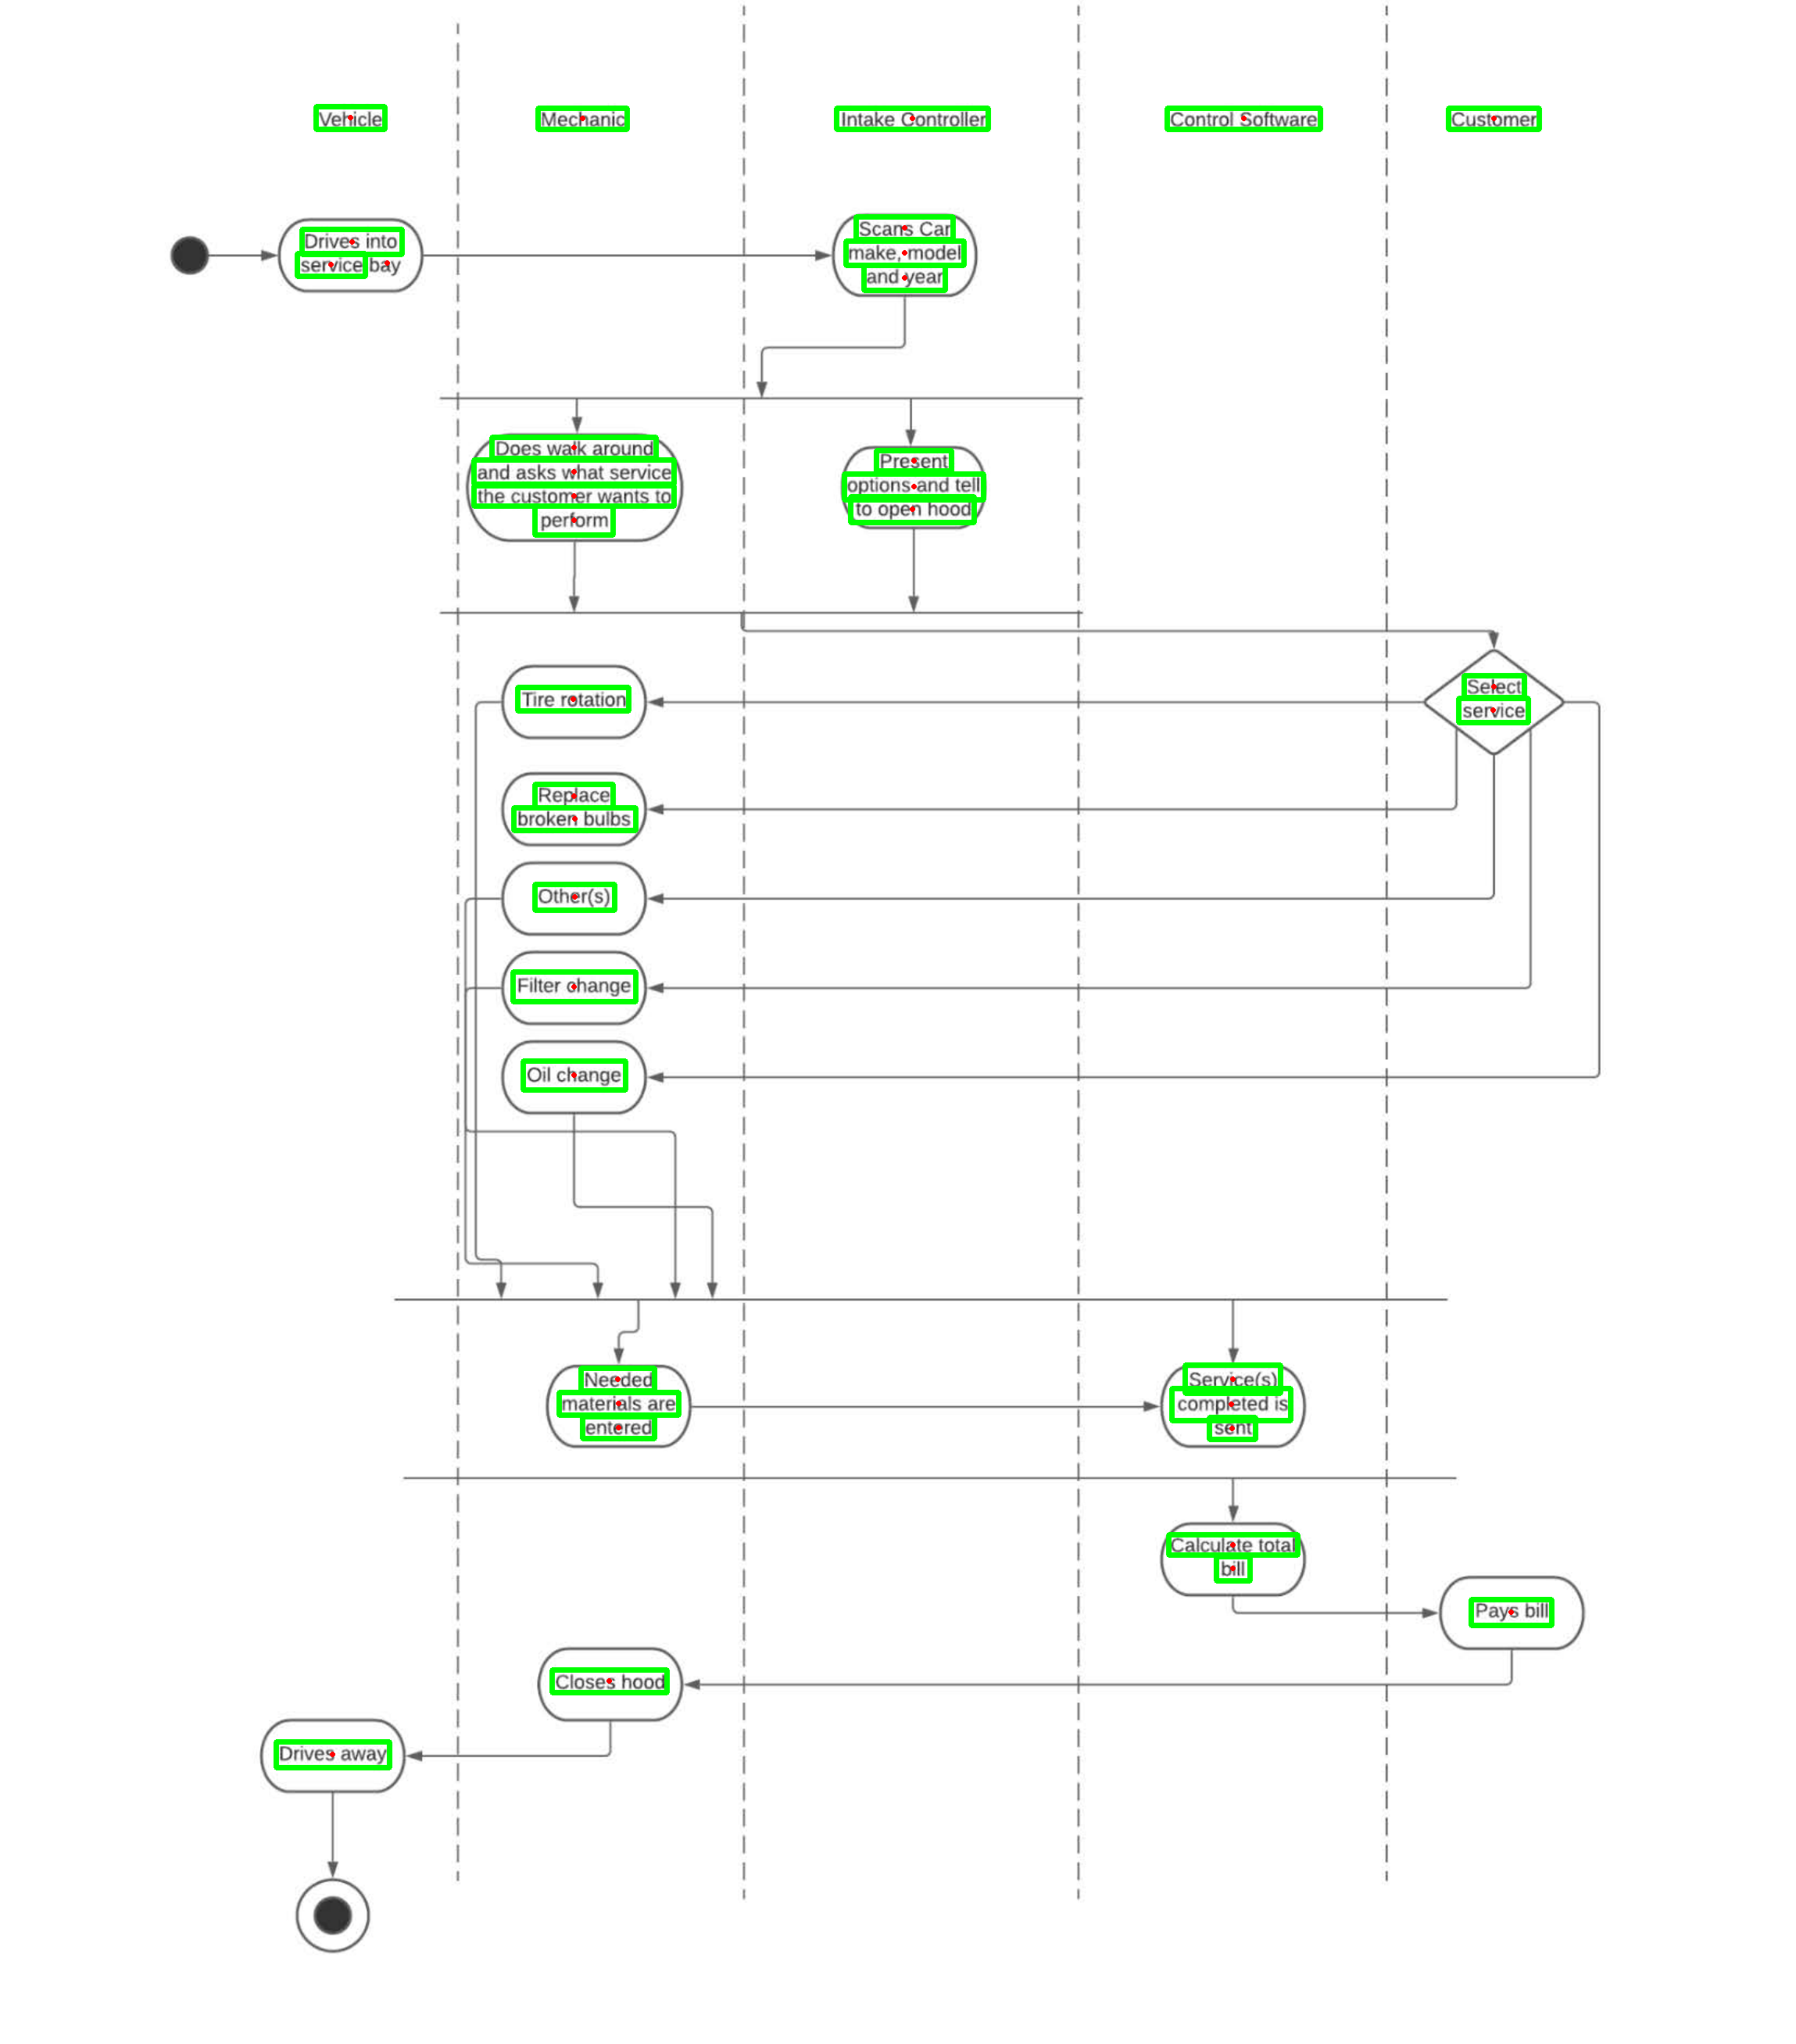 Vehicle
Mechanic
Intake Controller
Control Software
Customer
Drives into
service bay
Scans Car
make, model
and year
Does walk around
and asks what service
the customer wants to
perform
Present
options and tell
to open hood
Select
service
Tire rotation
Replace
broken bulbs
Other(s)
Filter change
Oil change
Needed
materials are
entered
Service(s)
completed is
sent
Calculate total
bill
Pays bill
Closes hood
Drives away